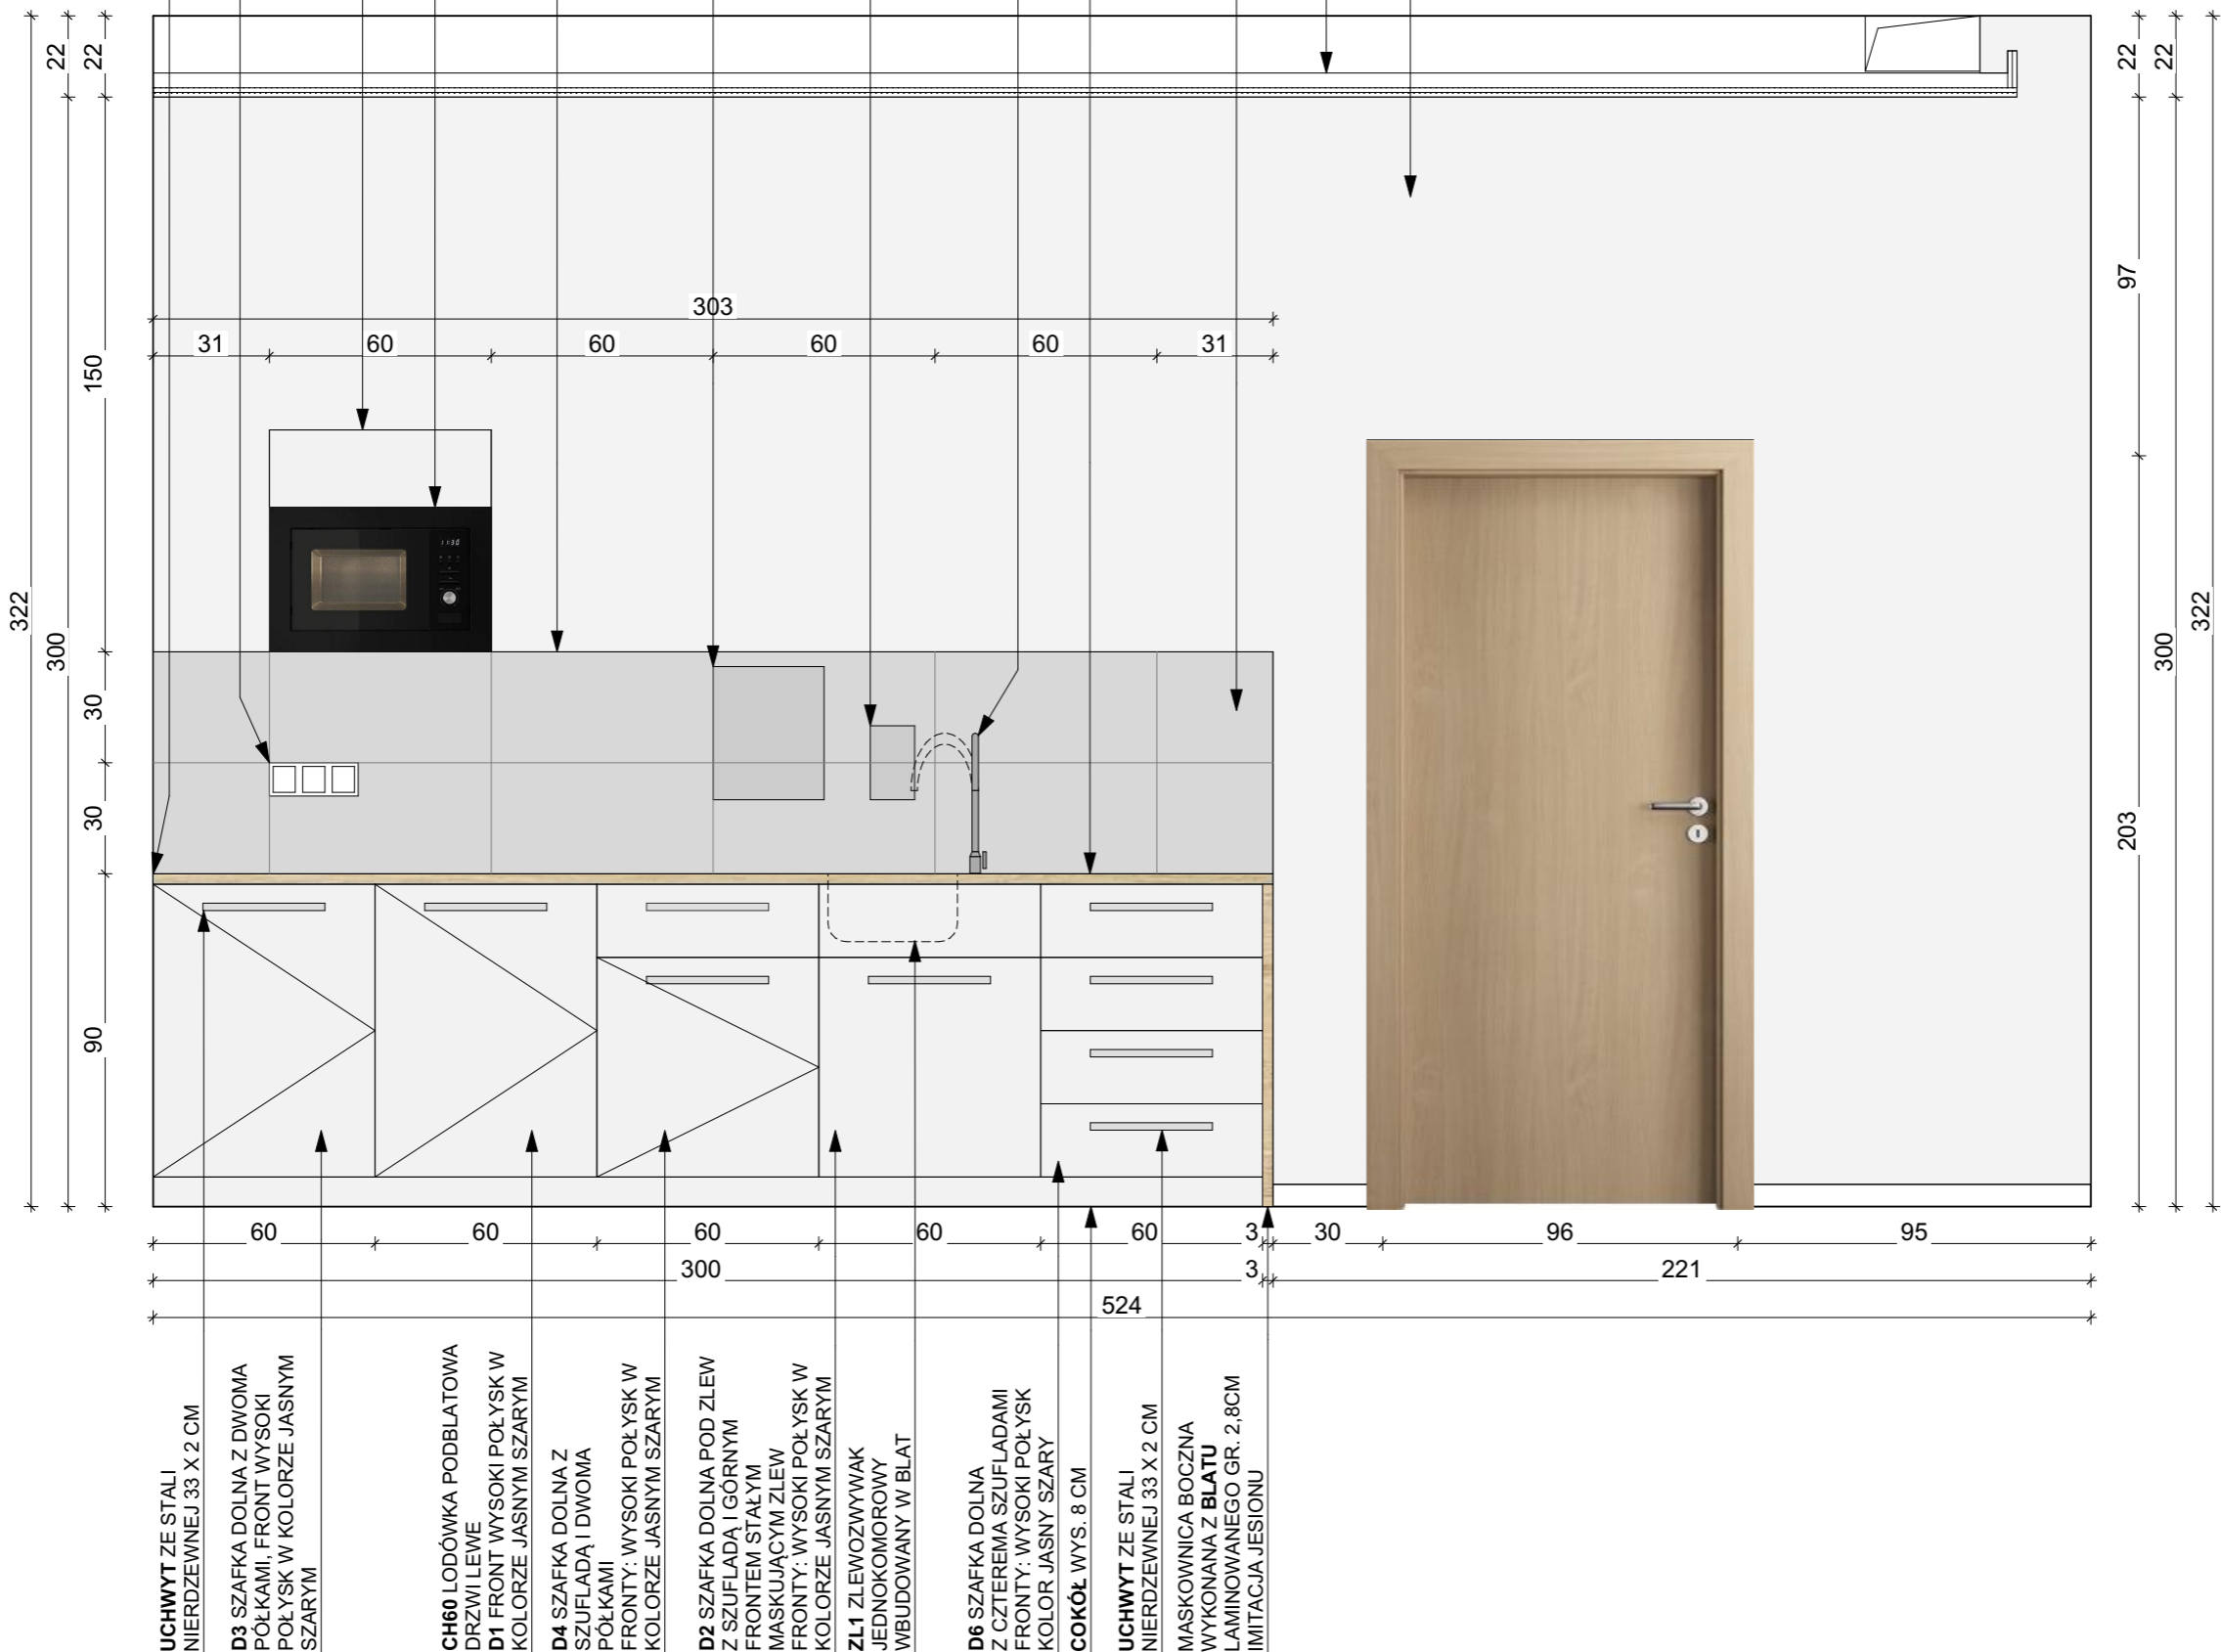 22
22
22
22
303
31
60
60
60
60
31
322
300
150
30
30
90
97
203
300
322
11:30
60
60
60
60
60
3
30
96
95
300
3
221
524
UCHWYT ZE STALI
NIERDZEWNEJ 33 X 2 CM
D3 SZAFKA DOLNA Z DWOMA
PÓŁKAMI, FRONT WYSOKI
POŁYSK W KOLORZE JASNYM
SZARYM
CH60 LODÓWKA PODBLATOWA
DRZWI LEWE
D1 FRONT WYSOKI POŁYSK W
KOLORZE JASNYM SZARYM
D4 SZAFKA DOLNA Z
SZUFLADĄ I DWOMA
PÓŁKAMI
FRONTY: WYSOKI POŁYSK W
KOLORZE JASNYM SZARYM
D2 SZAFKA DOLNA POD ZLEW
Z SZUFLADĄ I GÓRNYM
FRONTEM STAŁYM
MASKUJĄCYM ZLEW
FRONTY: WYSOKI POŁYSK W
KOLORZE JASNYM SZARYM
ZL1 ZLEWOZWYWAK
JEDNOKOMOROWY
WBUDOWANY W BLAT
D6 SZAFKA DOLNA
Z CZTEREMA SZUFLADAMI
FRONTY: WYSOKI POŁYSK
KOLOR JASNY SZARY
COKÓŁ WYS. 8 CM
UCHWYT ZE STALI
NIERDZEWNEJ 33 X 2 CM
MASKOWNICA BOCZNA
WYKONANA Z BLATU
LAMINOWANEGO GR. 2,8CM
IMITACJA JESIONU